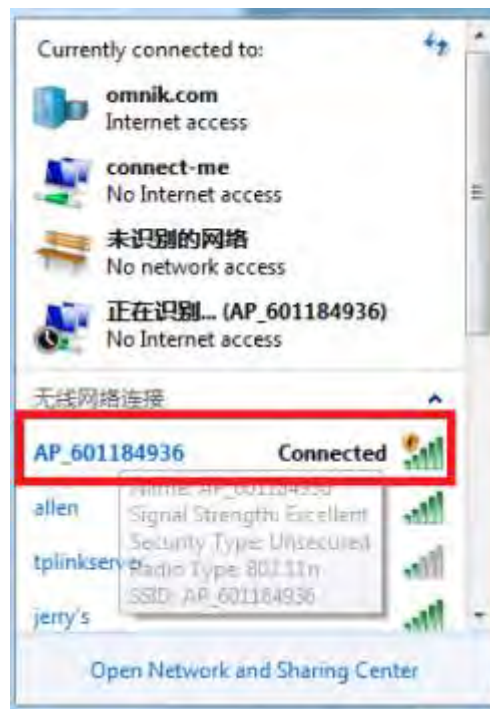 Currently connected to:
omnik.com
Internet access
connect-me
No Internet access
未识别的网络
No network access
正在识别... (AP_601184936)
No Internet access
无线网络连接
AP_601184936 Connected
Name: AP_601184936
allen
Signal Strength: Excellent
Security Type: Unsecured
tplinkserver
Radio Type: 802.11n
SSID: AP_601184936
jerry's
Open Network and Sharing Center